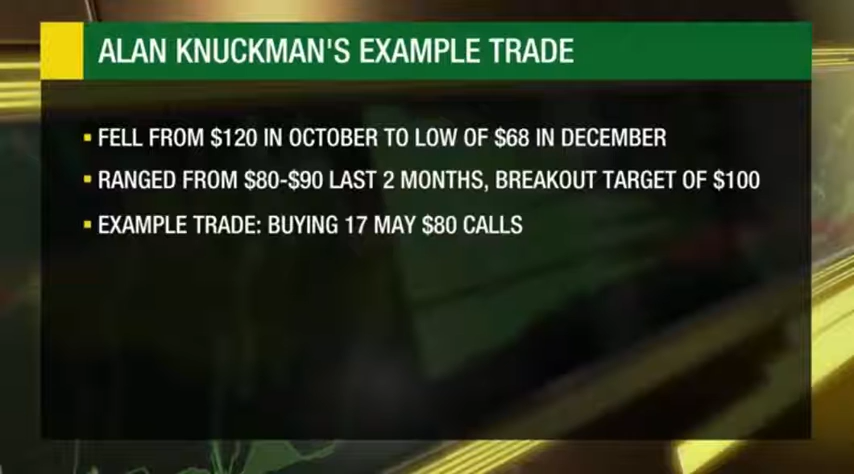 ALAN KNUCKMAN'S EXAMPLE TRADE
FELL FROM $120 IN OCTOBER TO LOW OF $68 IN DECEMBER
RANGED FROM $80-$90 LAST 2 MONTHS, BREAKOUT TARGET OF $100
EXAMPLE TRADE: BUYING 17 MAY $80 CALLS